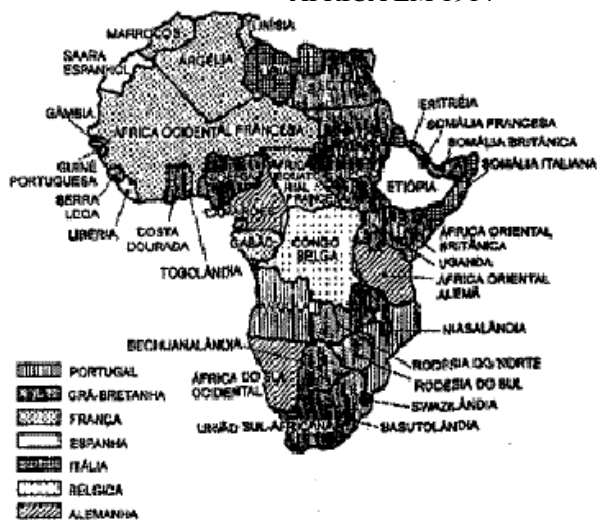 MARROCOS
TUNÍSIA
SAARA
ESPANHOL
ARGÉLIA
GÂMBIA
ÁFRICA OCIDENTAL FRANCESA
ERITRÉIA
SOMÁLIA FRANCESA
SOMÁLIA BRITÂNICA
SOMÁLIA ITALIANA
GUINÉ
PORTUGUESA
SERRA
LEOA
LIBÉRIA
COSTA
DOURADA
TOGOLÂNDIA
ETIÓPIA
GABÃO
CONGO
BELGA
ÁFRICA ORIENTAL
BRITÂNICA
UGANDA
ÁFRICA ORIENTAL
ALEMÃ
NIASALÂNDIA
BECHUANALÂNDIA
RODESIA DO NORTE
RODESIA DO SUL
ÁFRICA DO SUL
OCIDENTAL
SWAZILÂNDIA
UNIÃO SUL-AFRICANA
BASUTOLÂNDIA
PORTUGAL
GRÃ-BRETANHA
FRANÇA
ESPANHA
ITÁLIA
BÉLGICA
ALEMANHA